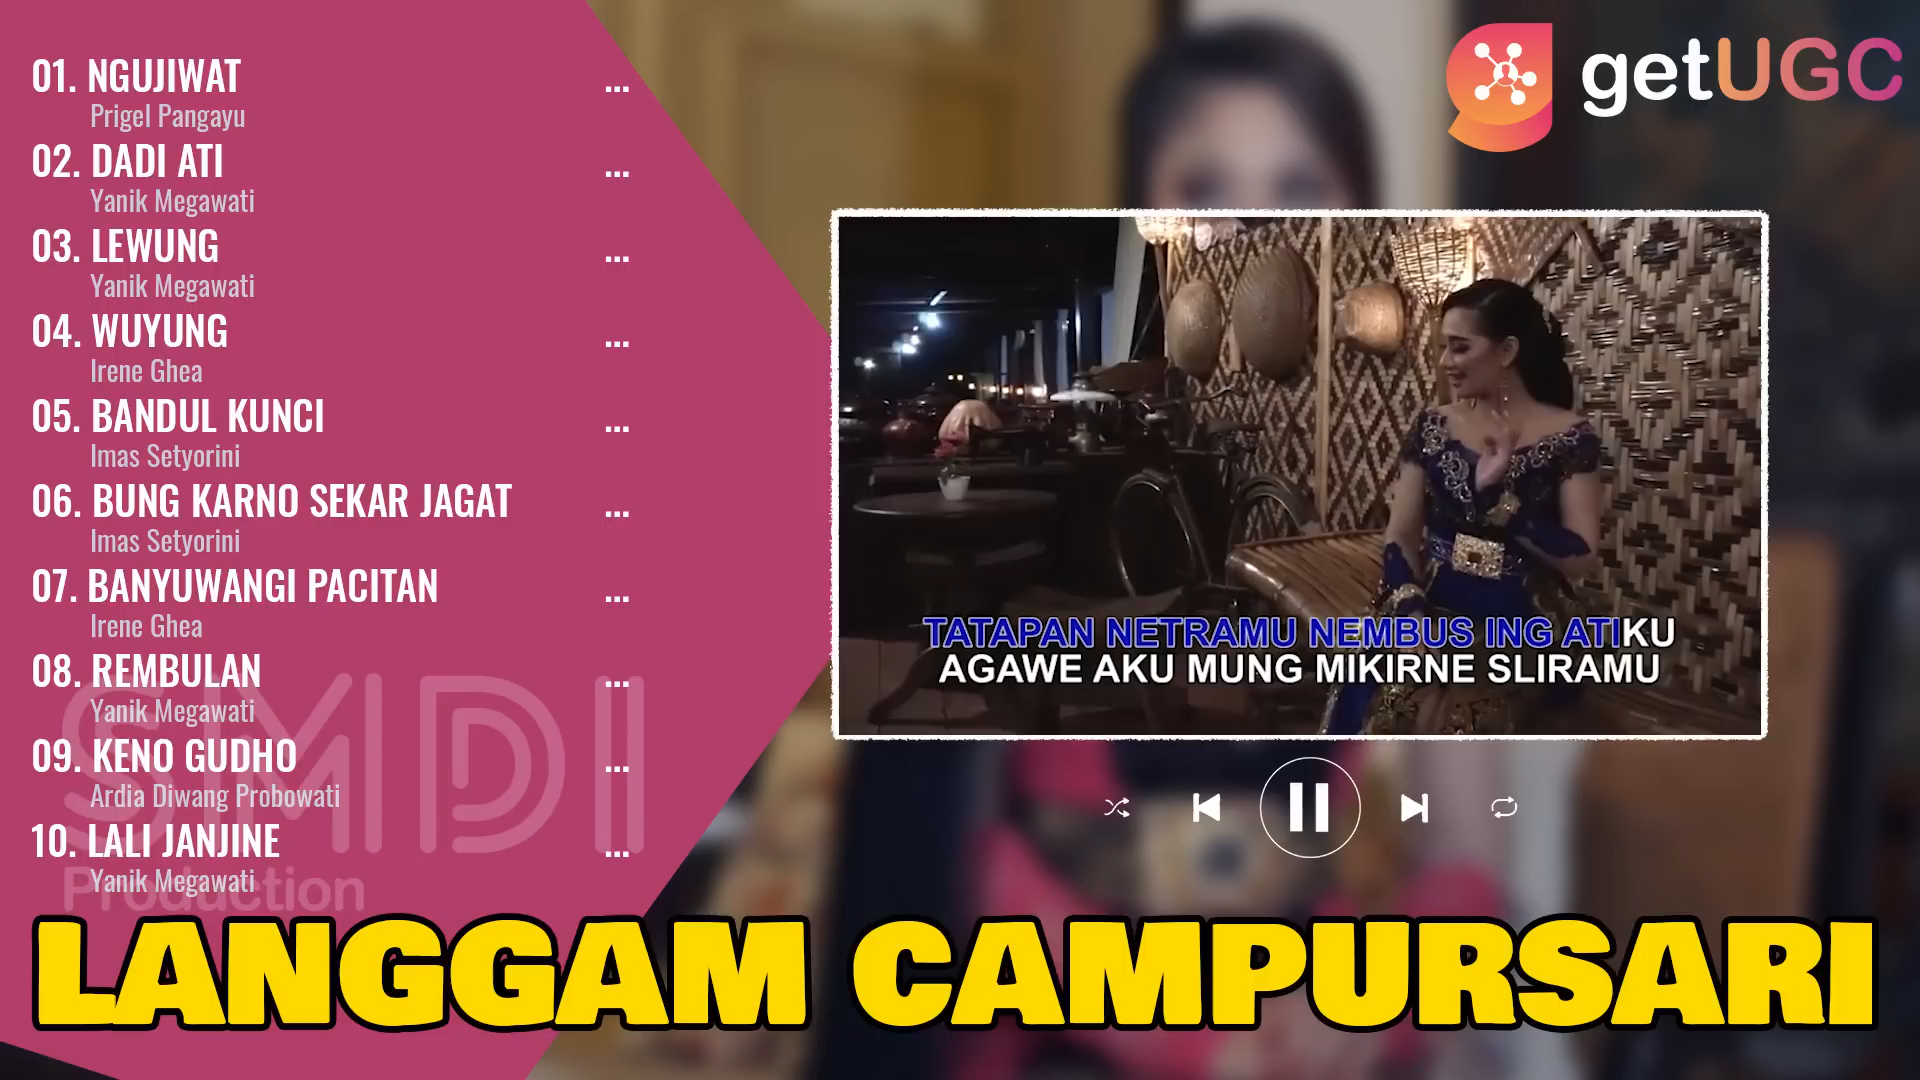 01. NGUJIWAT ...
Prigel Pangayu
02. DADI ATI ...
Yanik Megawati
03. LEWUNG ...
Yanik Megawati
04. WUYUNG ...
Irene Ghea
05. BANDUL KUNCI ...
Imas Setyorini
06. BUNG KARNO SEKAR JAGAT ...
Imas Setyorini
07. BANYUWANGI PACITAN ...
Irene Ghea
08. REMBULAN ...
Yanik Megawati
09. KENO GUDHO ...
Ardia Diwang Probowati
10. LALI JANJINE ...
Yanik Megawati
SMDI
Production
getUGC
TATAPAN NETRAMU NEMBUS ING ATIKU
AGAWE AKU MUNG MIKIRNE SLIRAMU
LANGGAM CAMPURSARI